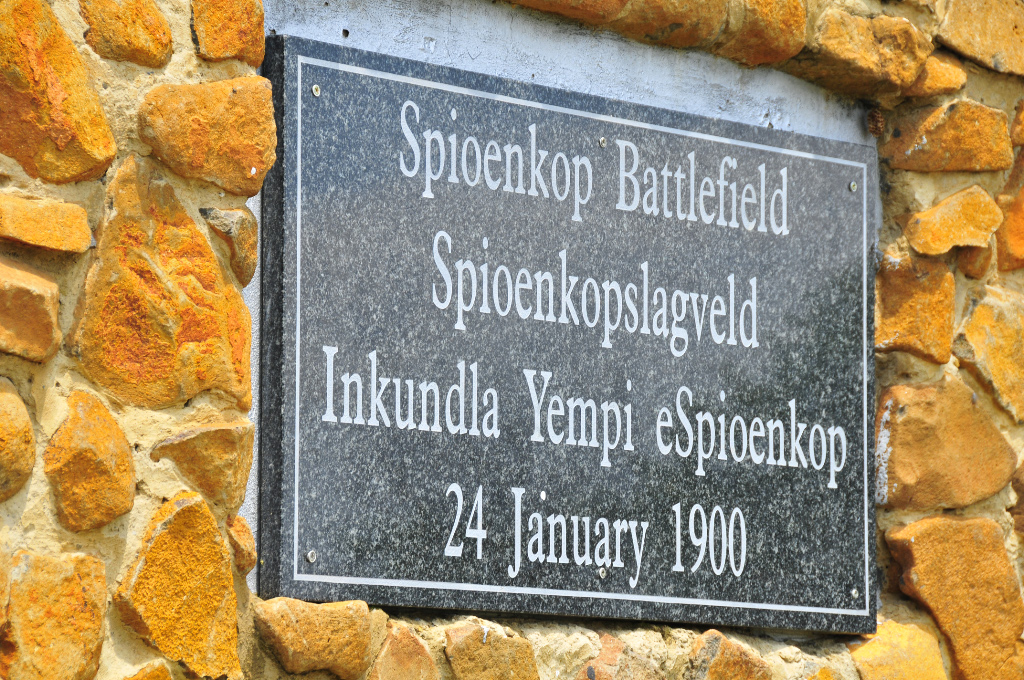 Spioenkop Battlefield
Spioenkopslagveld
Inkundla Yempi eSpioenkop
24 January 1900